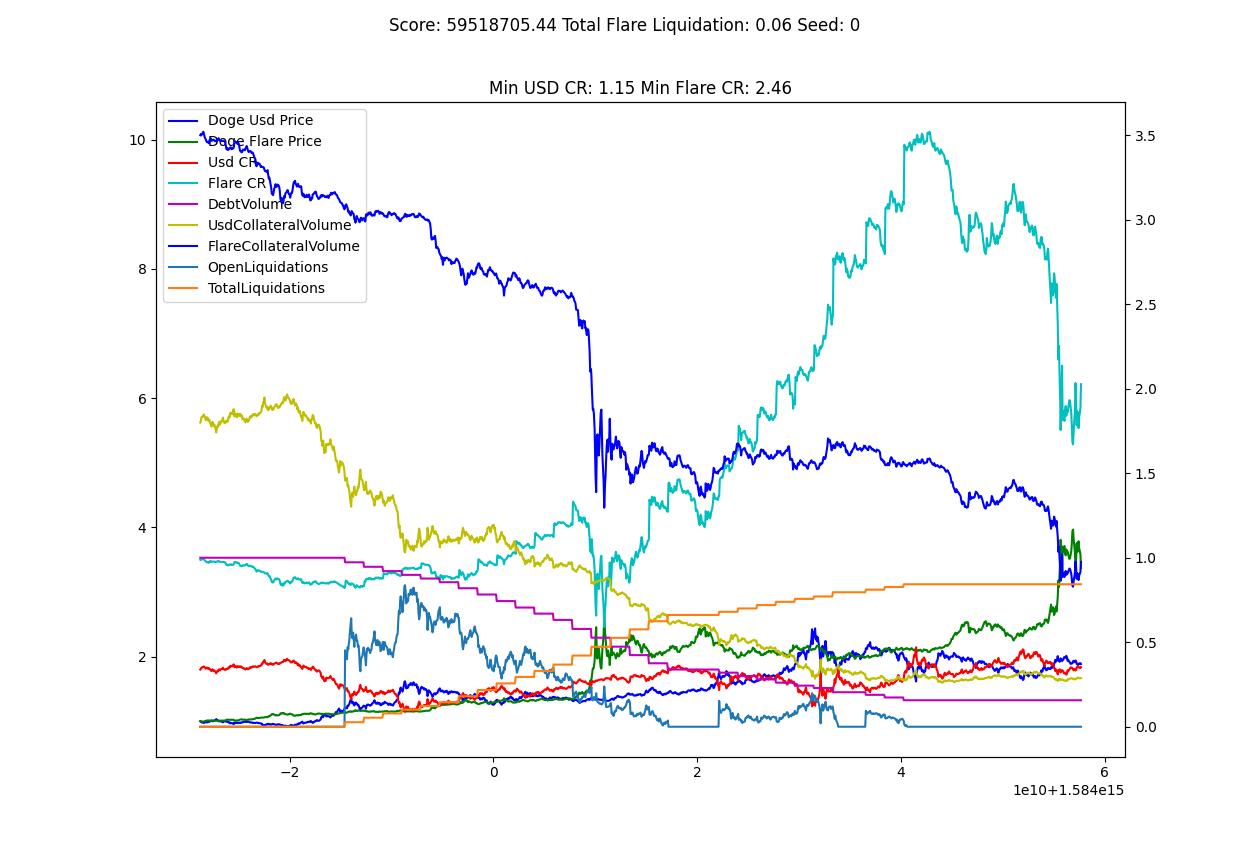 Score: 59518705.44 Total Flare Liquidation: 0.06 Seed: 0
Min USD CR: 1.15 Min Flare CR: 2.46
Doge Usd Price
Doge Flare Price
Usd CR
Flare CR
DebtVolume
UsdCollateralVolume
FlareCollateralVolume
OpenLiquidations
TotalLiquidations
10
8
6
4
2
3.5
3.0
2.5
2.0
1.5
1.0
0.5
0.0
−2 0 2 4 6
1e10+1.584e15